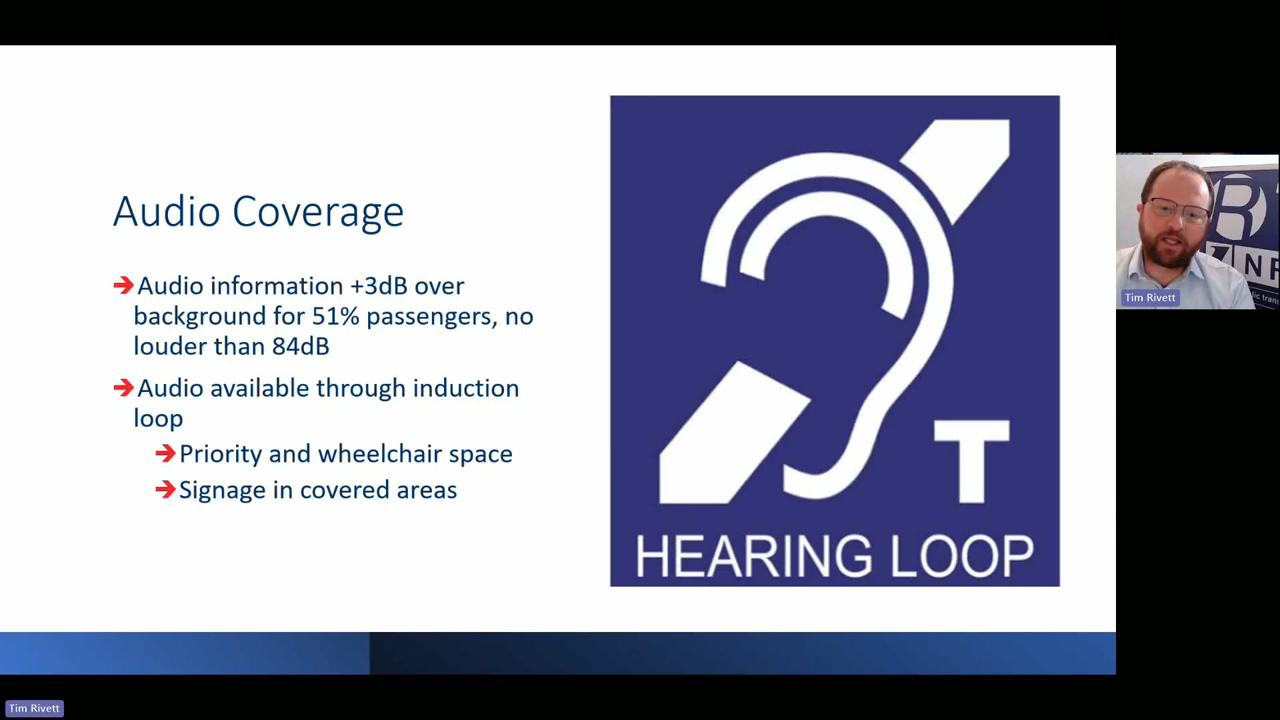 Audio Coverage
➔Audio information +3dB over
background for 51% passengers, no
louder than 84dB
➔Audio available through induction
loop
➔Priority and wheelchair space
➔Signage in covered areas
T
HEARING LOOP
R
NF
Tim Rivett
Tim Rivett